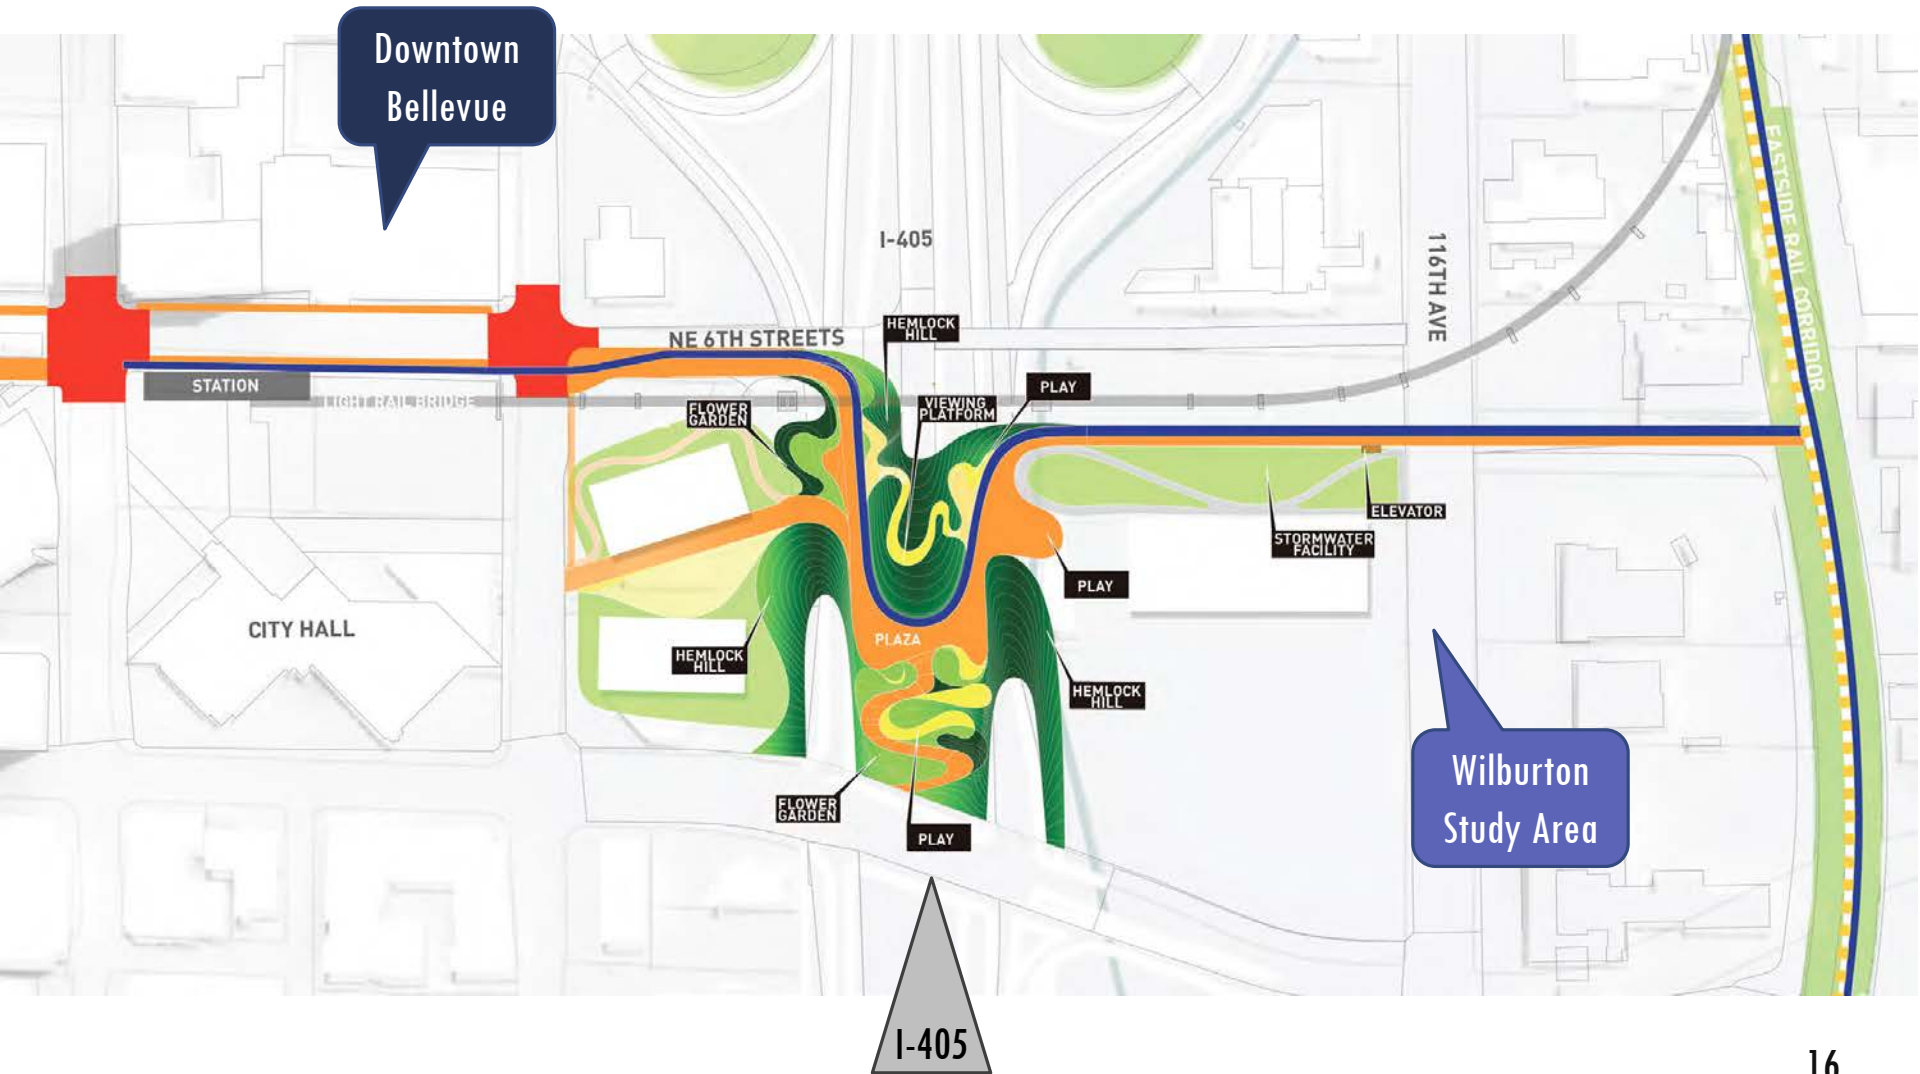 Downtown
Bellevue
I-405
116TH AVE
EASTSIDE RAIL CORRIDOR
NE 6TH STREETS
HEMLOCK
HILL
STATION
LIGHT RAIL BRIDGE
FLOWER
GARDEN
VIEWING
PLATFORM
PLAY
ELEVATOR
STORMWATER
FACILITY
PLAY
CITY HALL
PLAZA
HEMLOCK
HILL
HEMLOCK
HILL
Wilburton
Study Area
FLOWER
GARDEN
PLAY
I-405
16